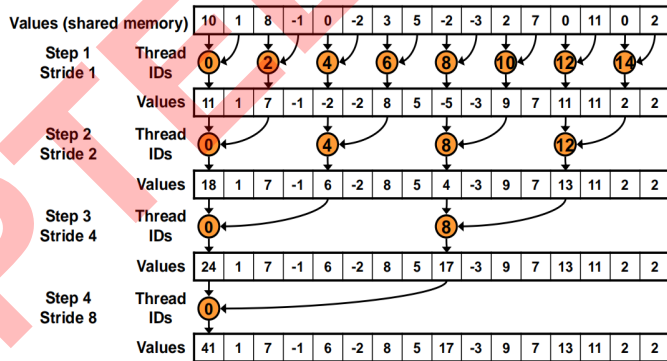 Values (shared memory) 10 1 8 -1 0 -2 3 5 -2 -3 2 7 0 11 0 2
Step 1 Thread
Stride 1 IDs 0 2 4 6 8 10 12 14
Values 11 1 7 -1 -2 -2 8 5 -5 -3 9 7 11 11 2 2
Step 2 Thread
Stride 2 IDs 0 4 8 12
Values 18 1 7 -1 6 -2 8 5 4 -3 9 7 13 11 2 2
Step 3 Thread
Stride 4 IDs 0 8
Values 24 1 7 -1 6 -2 8 5 17 -3 9 7 13 11 2 2
Step 4 Thread
Stride 8 IDs 0
Values 41 1 7 -1 6 -2 8 5 17 -3 9 7 13 11 2 2